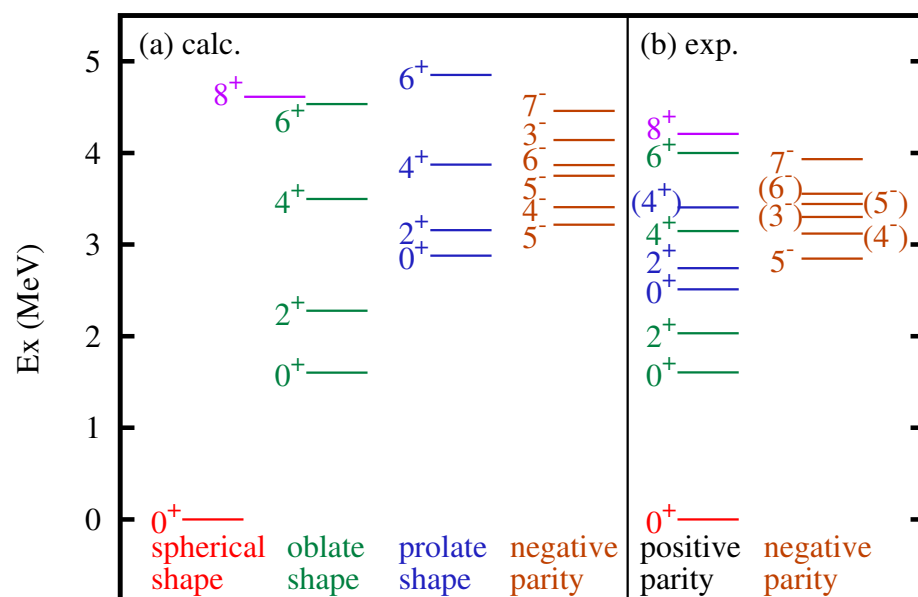 (a) calc.
(b) exp.
Ex (MeV)
5
4
3
2
1
0
8⁺
0⁺
spherical
shape
6⁺
4⁺
2⁺
0⁺
oblate
shape
6⁺
4⁺
2⁺
0⁺
prolate
shape
7⁻
3⁻
6⁻
5⁻
4⁻
5⁻
negative
parity
8⁺
6⁺
(4⁺)
4⁺
2⁺
0⁺
2⁺
0⁺
0⁺
positive
parity
7⁻
(6⁻)
(5⁻)
(3⁻)
(4⁻)
5⁻
negative
parity